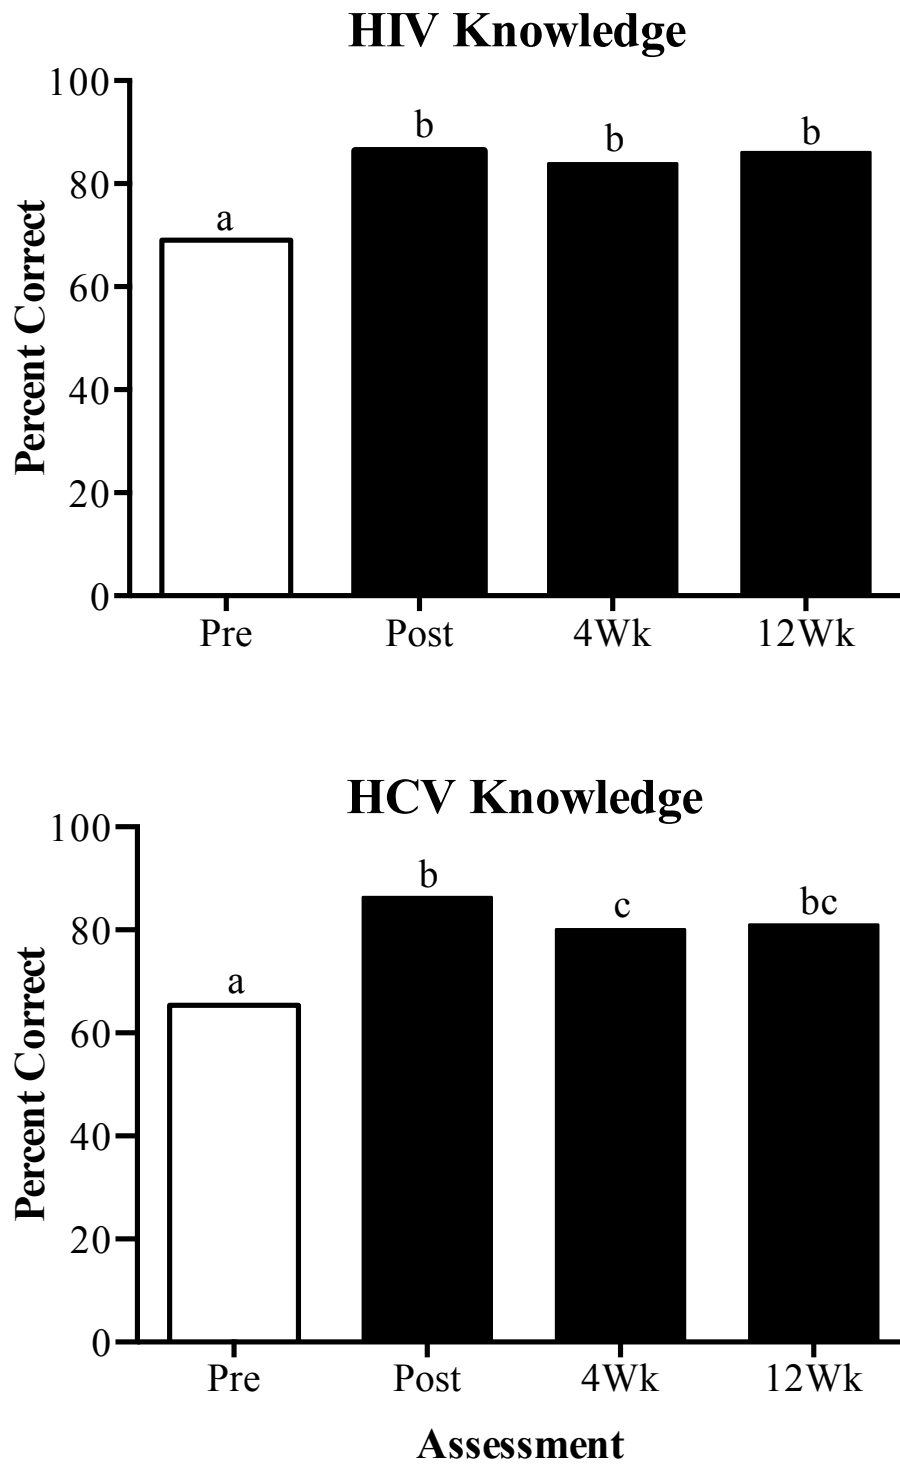 HIV Knowledge
100
80
60
40
20
0
Percent Correct
a
b
b
b
Pre
Post
4Wk
12Wk
HCV Knowledge
100
80
60
40
20
0
Percent Correct
a
b
c
bc
Pre
Post
4Wk
12Wk
Assessment